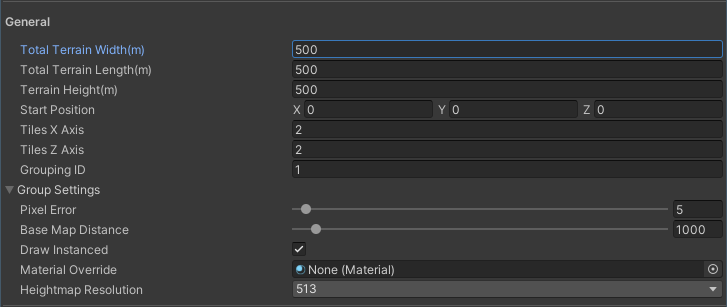 General
Total Terrain Width(m) 500
Total Terrain Length(m) 500
Terrain Height(m) 500
Start Position X 0 Y 0 Z 0
Tiles X Axis 2
Tiles Z Axis 2
Grouping ID 1
Group Settings
Pixel Error 5
Base Map Distance 1000
Draw Instanced
Material Override None (Material)
Heightmap Resolution 513